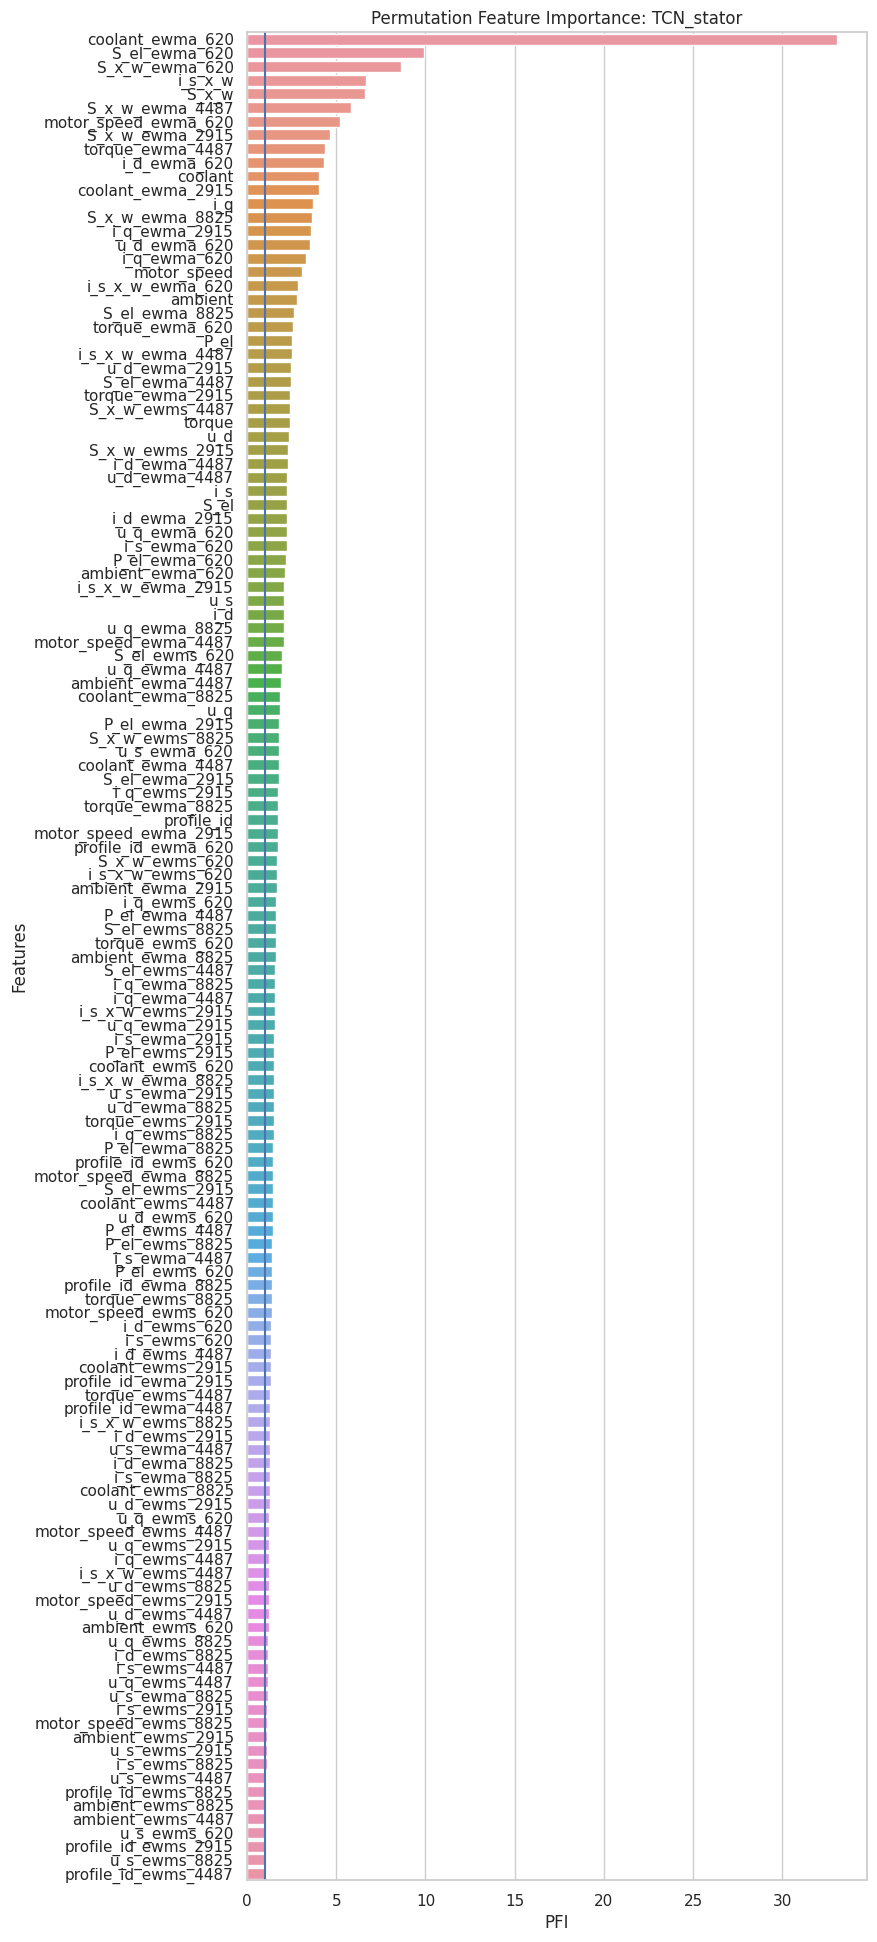 Permutation Feature Importance: TCN_stator
coolant_ewma_620
S_el_ewma_620
S_x_w_ewma_620
i_s_x_w
S_x_w
S_x_w_ewma_4487
motor_speed_ewma_620
S_x_w_ewma_2915
torque_ewma_4487
i_d_ewma_620
coolant
coolant_ewma_2915
i_q
S_x_w_ewma_8825
i_q_ewma_2915
u_d_ewma_620
i_q_ewma_620
motor_speed
i_s_x_w_ewma_620
ambient
S_el_ewma_8825
torque_ewma_620
P_el
i_s_x_w_ewma_4487
u_d_ewma_2915
S_el_ewma_4487
torque_ewma_2915
S_x_w_ewms_4487
torque
u_d
S_x_w_ewms_2915
i_d_ewma_4487
u_d_ewma_4487
i_s
S_el
i_d_ewma_2915
u_q_ewma_620
i_s_ewma_620
P_el_ewma_620
ambient_ewma_620
i_s_x_w_ewma_2915
u_s
i_d
u_q_ewma_8825
motor_speed_ewma_4487
S_el_ewms_620
u_q_ewma_4487
ambient_ewma_4487
coolant_ewma_8825
u_q
P_el_ewma_2915
S_x_w_ewms_8825
u_s_ewma_620
coolant_ewma_4487
S_el_ewma_2915
i_q_ewms_2915
torque_ewma_8825
profile_id
motor_speed_ewma_2915
profile_id_ewma_620
S_x_w_ewms_620
i_s_x_w_ewms_620
ambient_ewma_2915
i_q_ewms_620
P_el_ewma_4487
S_el_ewms_8825
torque_ewms_620
ambient_ewma_8825
S_el_ewms_4487
i_q_ewma_8825
i_q_ewma_4487
i_s_x_w_ewms_2915
u_q_ewma_2915
i_s_ewma_2915
P_el_ewms_2915
coolant_ewms_620
i_s_x_w_ewma_8825
u_s_ewma_2915
u_d_ewma_8825
torque_ewms_2915
i_q_ewms_8825
P_el_ewma_8825
profile_id_ewms_620
motor_speed_ewma_8825
S_el_ewms_2915
coolant_ewms_4487
u_d_ewms_620
P_el_ewms_4487
P_el_ewms_8825
i_s_ewma_4487
P_el_ewms_620
profile_id_ewma_8825
torque_ewms_8825
motor_speed_ewms_620
i_d_ewms_620
i_s_ewms_620
i_d_ewms_4487
coolant_ewms_2915
profile_id_ewma_2915
torque_ewms_4487
profile_id_ewma_4487
i_s_x_w_ewms_8825
i_d_ewms_2915
u_s_ewma_4487
i_d_ewma_8825
i_s_ewma_8825
coolant_ewms_8825
u_d_ewms_2915
u_q_ewms_620
motor_speed_ewms_4487
u_q_ewms_2915
i_q_ewms_4487
i_s_x_w_ewms_4487
u_d_ewms_8825
motor_speed_ewms_2915
u_d_ewms_4487
ambient_ewms_620
u_q_ewms_8825
i_d_ewms_8825
i_s_ewms_4487
u_q_ewms_4487
u_s_ewma_8825
i_s_ewms_2915
motor_speed_ewms_8825
ambient_ewms_2915
u_s_ewms_2915
i_s_ewms_8825
u_s_ewms_4487
profile_id_ewms_8825
ambient_ewms_8825
ambient_ewms_4487
u_s_ewms_620
profile_id_ewms_2915
u_s_ewms_8825
profile_id_ewms_4487
Features
0 5 10 15 20 25 30
PFI